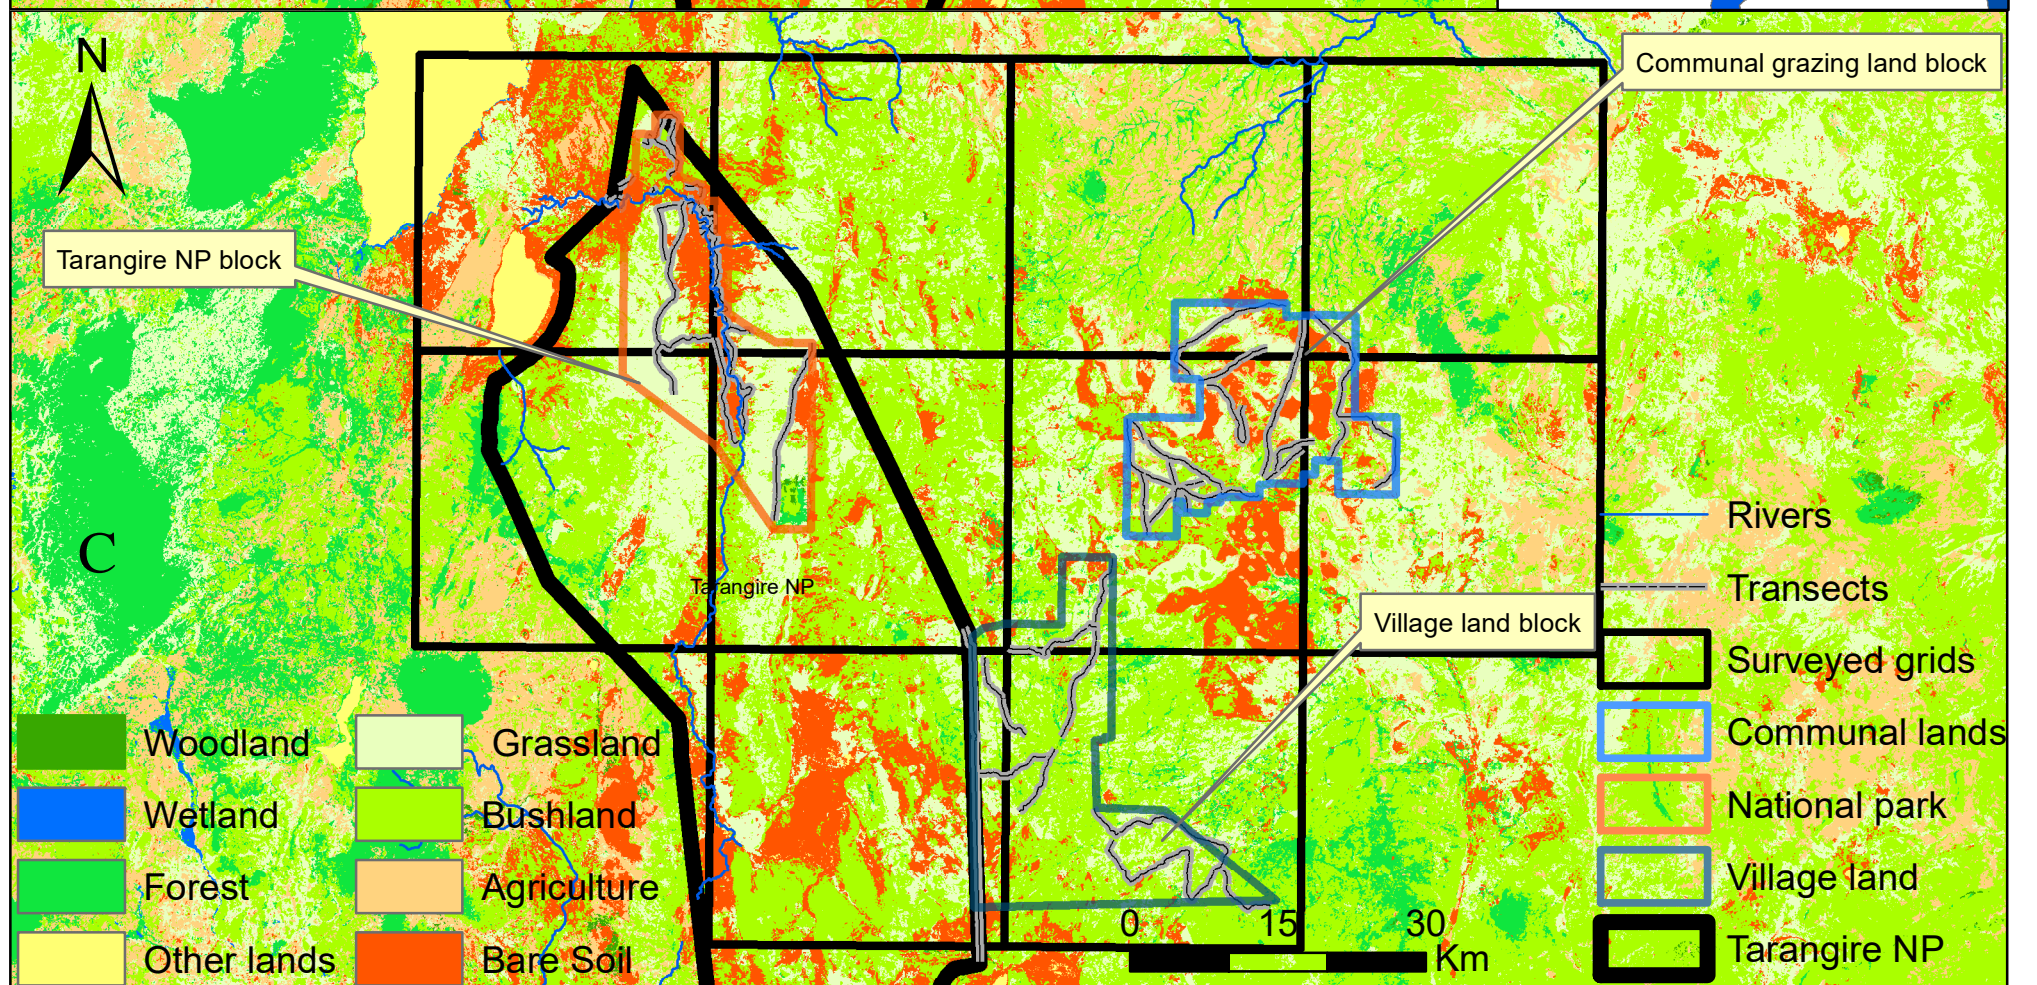 N
Communal grazing land block
Tarangire NP block
C
Tarangire NP
Village land block
Woodland
Wetland
Forest
Other lands
Grassland
Bushland
Agriculture
Bare Soil
0 15 30
Km
Rivers
Transects
Surveyed grids
Communal lands
National park
Village land
Tarangire NP